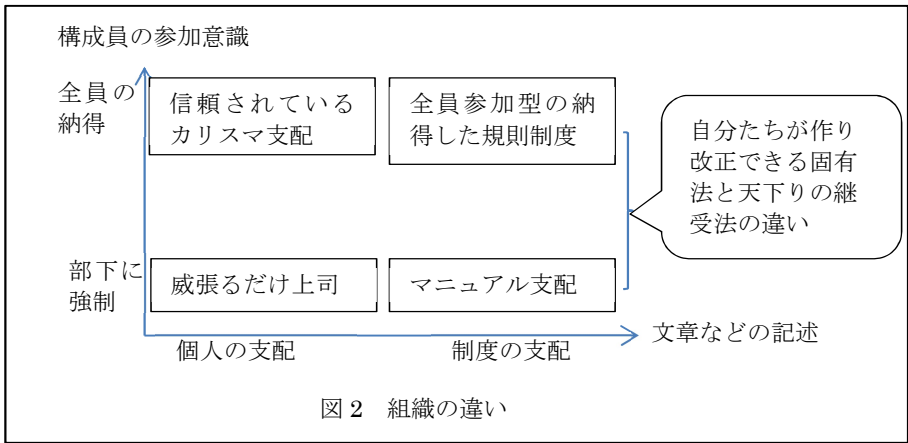 構成員の参加意識
全員の
納得
信頼されている
カリスマ支配
全員参加型の納
得した規則制度
自分たちが作り
改正できる固有
法と天下りの継
受法の違い
部下に
強制
威張るだけ上司
マニュアル支配
個人の支配
制度の支配
文章などの記述
図2 組織の違い